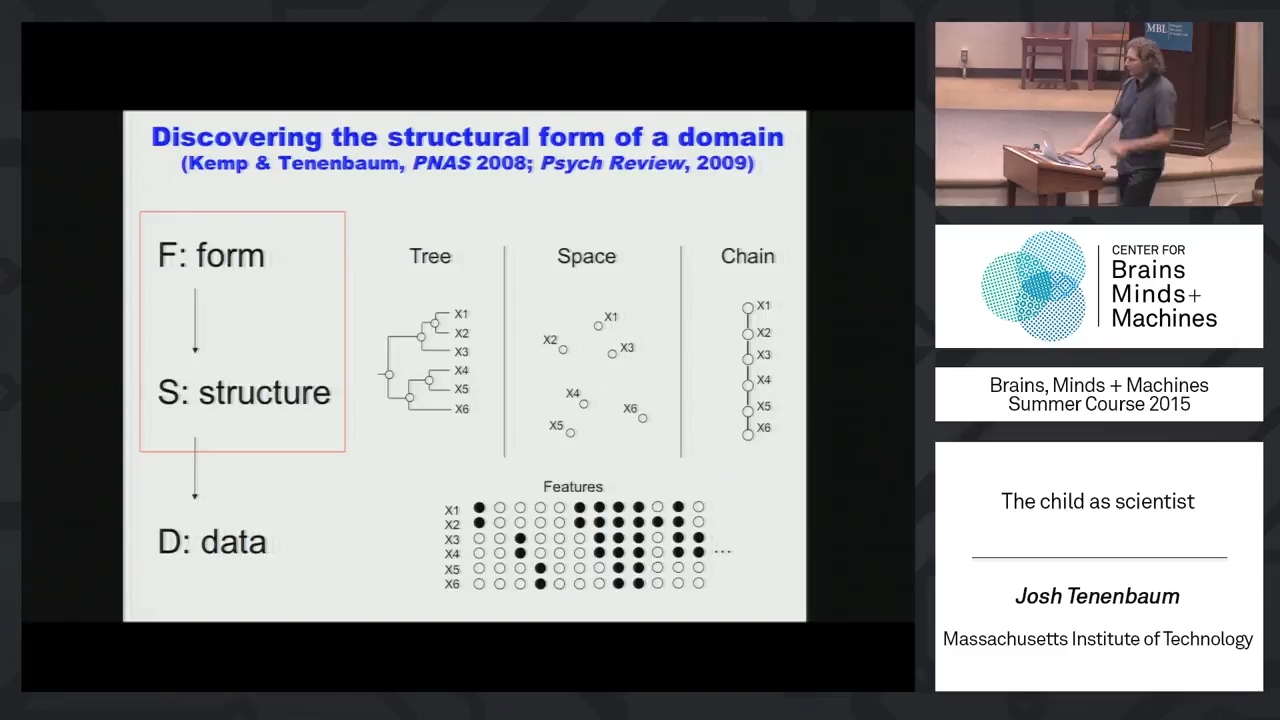 Discovering the structural form of a domain
(Kemp & Tenenbaum, PNAS 2008; Psych Review, 2009)
F: form
S: structure
D: data
Tree
X1
X2
X3
X4
X5
X6
Space
X1
X2
X3
X4
X6
X5
Chain
X1
X2
X3
X4
X5
X6
Features
X1
X2
X3
X4
...
X5
X6
MBL
CENTER FOR
Brains
Minds+
Machines
Brains, Minds + Machines
Summer Course 2015
The child as scientist
Josh Tenenbaum
Massachusetts Institute of Technology